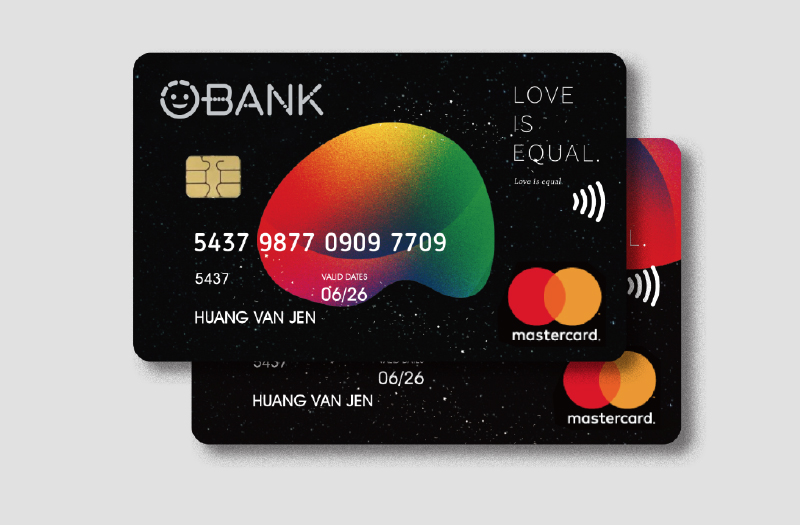 BANK
LOVE
IS
EQUAL.
Love is equal.
5437 9877 0909 7709
5437
VALID DATES
06/26
HUANG VAN JEN
mastercard.
L.
06/26
HUANG VAN JEN
mastercard.